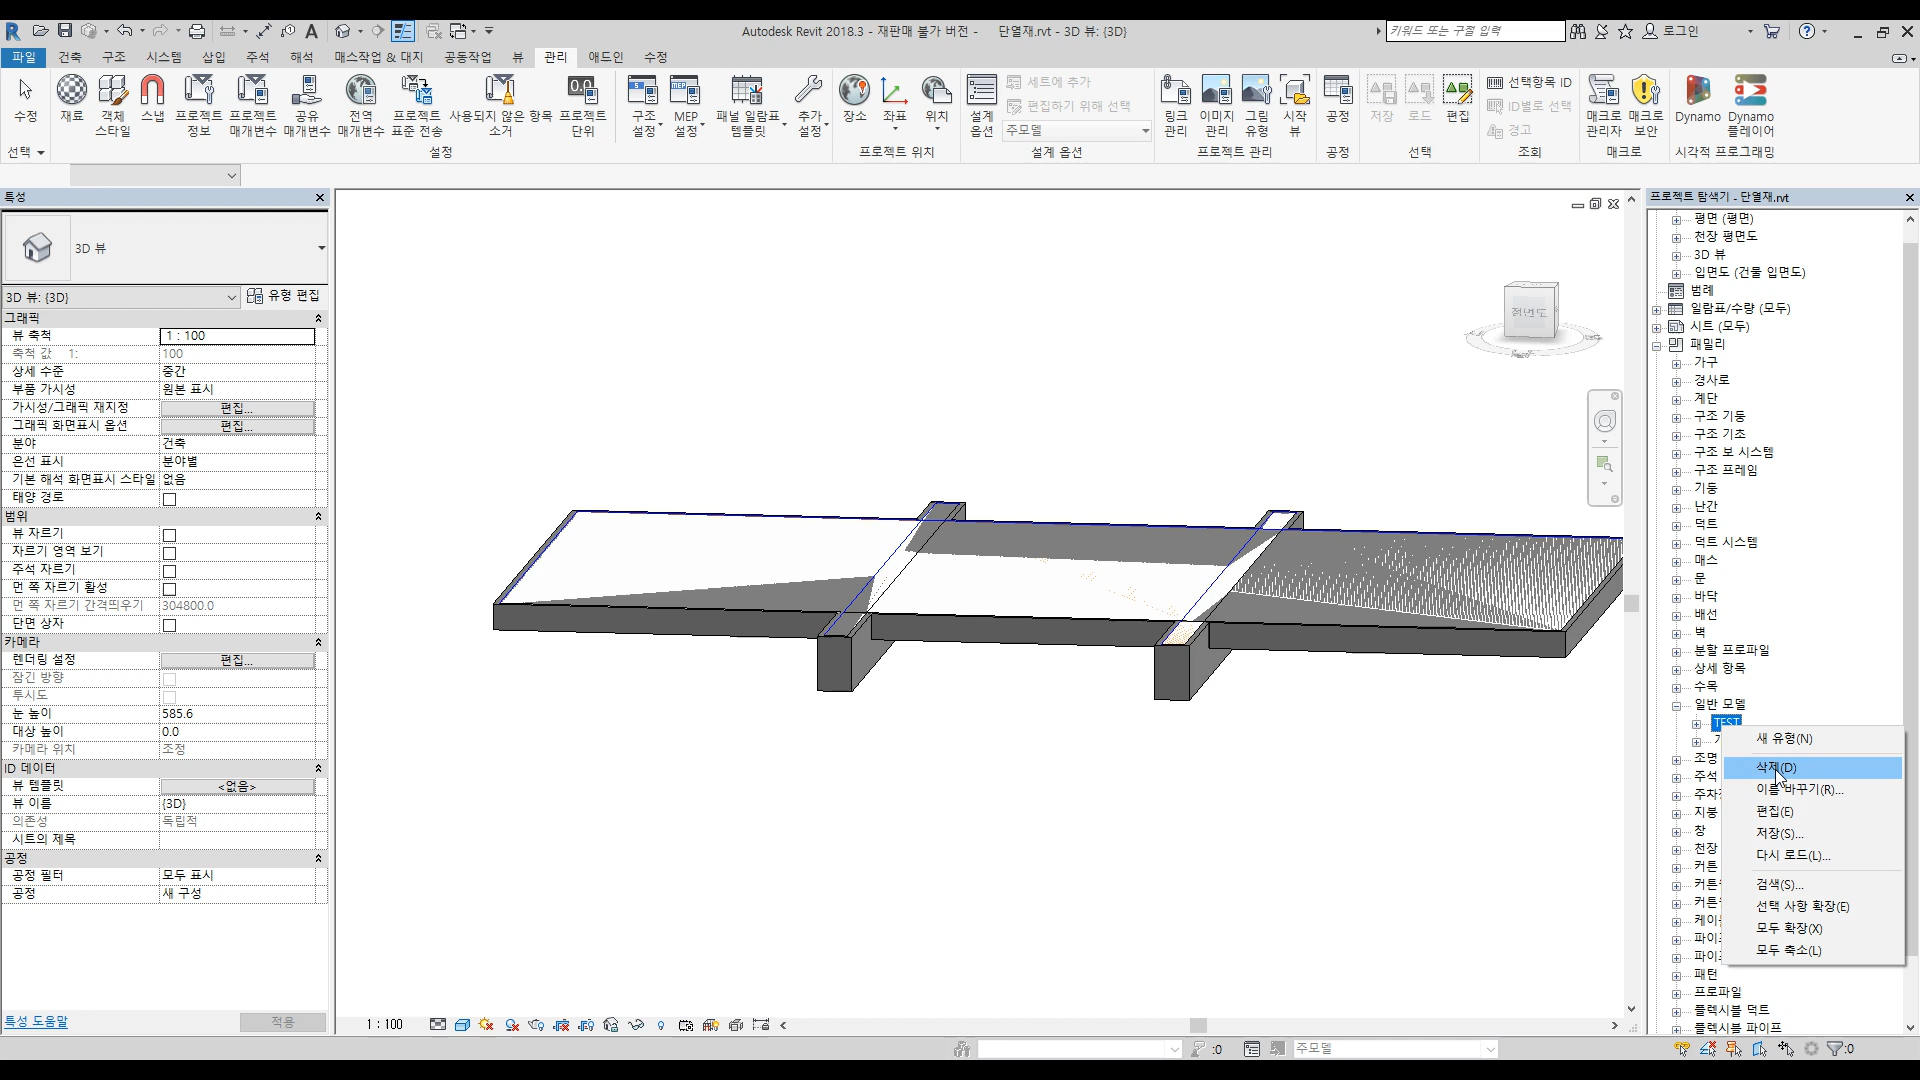 Autodesk Revit 2018.3 - 재판매 불가 버전 - 단열재.rvt - 3D 뷰: {3D}
키워드 또는 구절 입력
로그인
파일 건축 구조 시스템 삽입 주석 해석 매스작업 & 대지 공동작업 뷰 관리 애드인 수정
수정
재료
객체 스타일
스냅
프로젝트 정보
프로젝트 매개변수
공유 매개변수
전역 매개변수
프로젝트 표준 전송
사용되지 않은 항목 소거
프로젝트 단위
구조 설정
MEP 설정
패널 일람표 템플릿
추가 설정
장소
좌표
위치
설계 옵션
세트에 추가
편집하기 위해 선택
주모델
링크 관리
이미지 관리
그림 유형
시작 뷰
공정
저장
로드
편집
선택항목 ID
ID별로 선택
경고
매크로 관리자
매크로 보안
Dynamo
Dynamo 플레이어
선택 설정 프로젝트 위치 설계 옵션 프로젝트 관리 공정 선택 조회 매크로 시각적 프로그래밍
특성
3D 뷰
3D 뷰: {3D} 유형 편집
그래픽
뷰 축척 1 : 100
축척 값 1: 100
상세 수준 중간
부품 가시성 원본 표시
가시성/그래픽 재지정 편집...
그래픽 화면표시 옵션 편집...
분야 건축
은선 표시 분야별
기본 해석 화면표시 스타일 없음
태양 경로
범위
뷰 자르기
자르기 영역 보기
주석 자르기
먼 쪽 자르기 활성
먼 쪽 자르기 간격띄우기 304800.0
단면 상자
카메라
렌더링 설정 편집...
잠긴 방향
투시도
눈 높이 585.6
대상 높이 0.0
카메라 위치 조정
ID 데이터
뷰 템플릿 <없음>
뷰 이름 {3D}
의존성 독립적
시트의 제목
공정
공정 필터 모두 표시
공정 새 구성
특성 도움말 적용
정면도
1 : 100
프로젝트 탐색기 - 단열재.rvt
평면 (평면)
천장 평면도
3D 뷰
입면도 (건물 입면도)
범례
일람표/수량 (모두)
시트 (모두)
패밀리
가구
경사로
계단
구조 기둥
구조 기초
구조 보 시스템
구조 프레임
기둥
난간
덕트
덕트 시스템
매스
문
바닥
배선
벽
분할 프로파일
상세 항목
수목
일반 모델
TEST
조명
주석
지붕
창
천장
커튼
패턴
프로파일
플렉시블 덕트
플렉시블 파이프
새 유형(N)
삭제(D)
이름 바꾸기(R)...
편집(E)
저장(S)...
다시 로드(L)...
검색(S)...
선택 사항 확장(E)
모두 확장(X)
모두 축소(L)
:0
주모델
:0